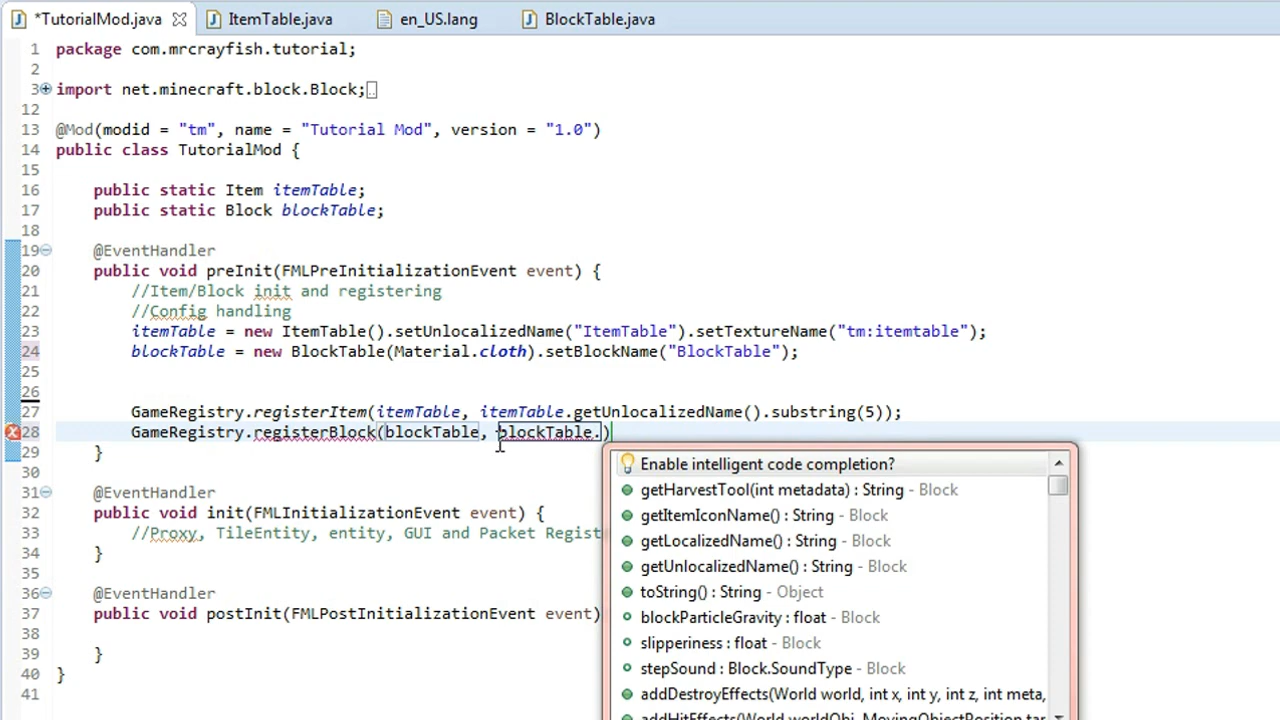 *TutorialMod.java ItemTable.java en_US.lang BlockTable.java
1 package com.mrcrayfish.tutorial;
2
3 import net.minecraft.block.Block;
12
13 @Mod(modid = "tm", name = "Tutorial Mod", version = "1.0")
14 public class TutorialMod {
15
16 public static Item itemTable;
17 public static Block blockTable;
18
19 @EventHandler
20 public void preInit(FMLPreInitializationEvent event) {
21 //Item/Block init and registering
22 //Config handling
23 itemTable = new ItemTable().setUnlocalizedName("ItemTable").setTextureName("tm:itemtable");
24 blockTable = new BlockTable(Material.cloth).setBlockName("BlockTable");
25
26
27 GameRegistry.registerItem(itemTable, itemTable.getUnlocalizedName().substring(5));
28 GameRegistry.registerBlock(blockTable, blockTable.)
29 }
30
31 @EventHandler
32 public void init(FMLInitializationEvent event) {
33 //Proxy, TileEntity, entity, GUI and Packet Regist
34 }
35
36 @EventHandler
37 public void postInit(FMLPostInitializationEvent event)
38
39 }
40 }
41
Enable intelligent code completion?
getHarvestTool(int metadata) : String - Block
getItemIconName() : String - Block
getLocalizedName() : String - Block
getUnlocalizedName() : String - Block
toString() : String - Object
blockParticleGravity : float - Block
slipperiness : float - Block
stepSound : Block.SoundType - Block
addDestroyEffects(World world, int x, int y, int z, int meta,
addHitEffects(World worldObj, MovingObjectPosition tar